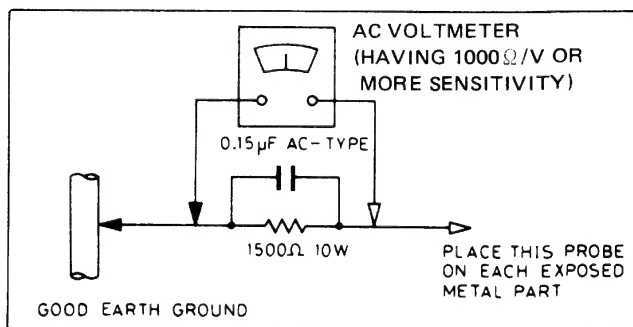 AC VOLTMETER
(HAVING 1000Ω/V OR
MORE SENSITIVITY)
0.15µF AC-TYPE
1500Ω 10W
PLACE THIS PROBE
ON EACH EXPOSED
METAL PART
GOOD EARTH GROUND